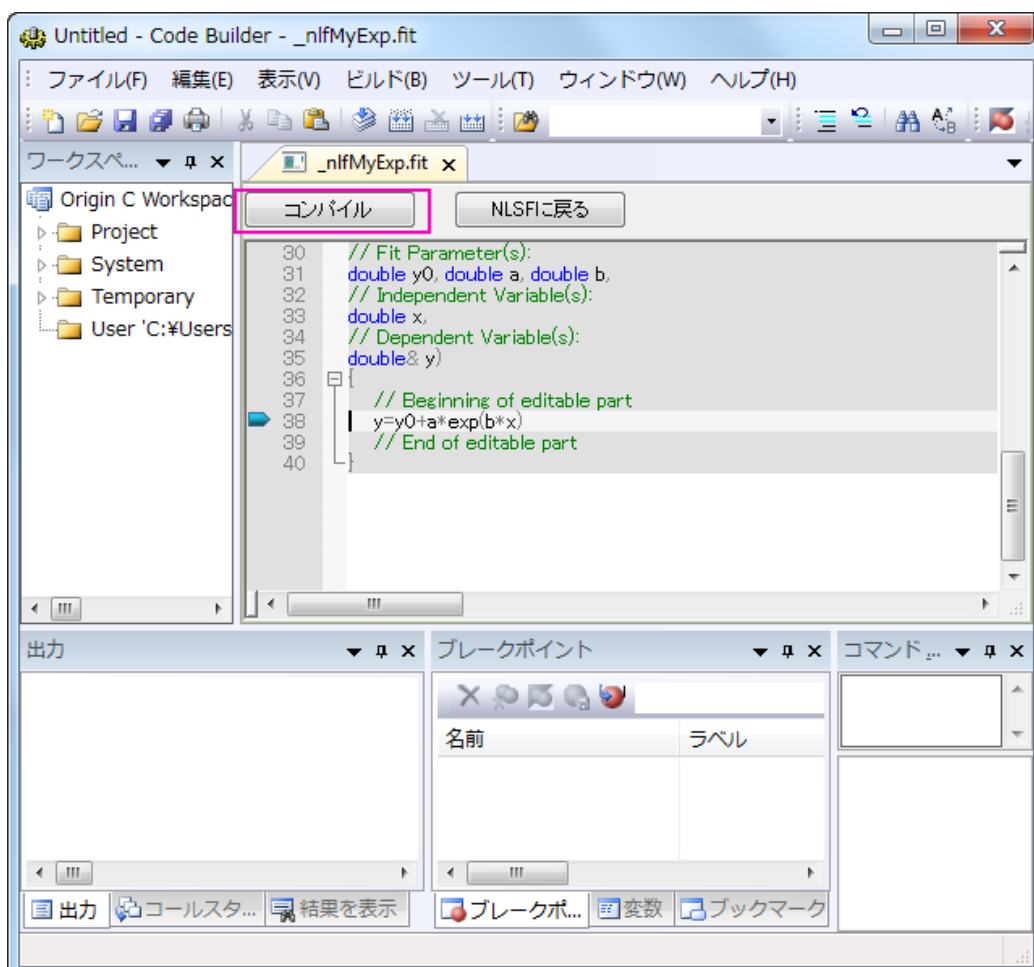 Untitled - Code Builder - _nlfMyExp.fit
ファイル(F) 編集(E) 表示(V) ビルド(B) ツール(T) ウィンドウ(W) ヘルプ(H)
ワークスペ...
_nlfMyExp.fit
Origin C Workspac
Project
System
Temporary
User 'C:¥Users
コンパイル
NLSFに戻る
30 // Fit Parameter(s):
31 double y0, double a, double b,
32 // Independent Variable(s):
33 double x,
34 // Dependent Variable(s):
35 double& y)
36 {
37 // Beginning of editable part
38 y=y0+a*exp(b*x)
39 // End of editable part
40 }
出力
ブレークポイント
コマンド ...
名前 ラベル
出力 コールスタ... 結果を表示
ブレークポ... 変数 ブックマーク